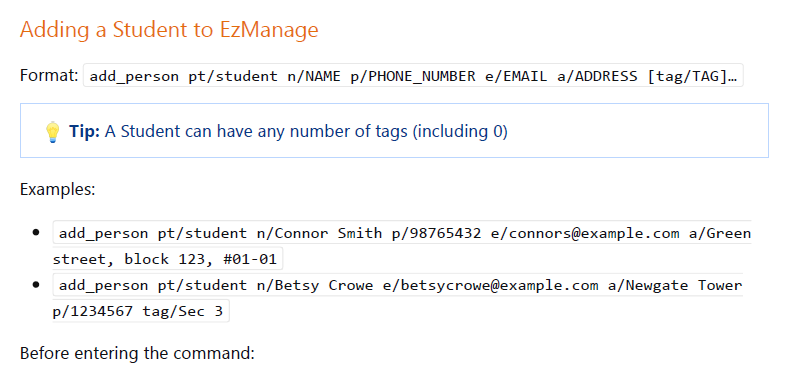 Adding a Student to EzManage
Format: add_person pt/student n/NAME p/PHONE_NUMBER e/EMAIL a/ADDRESS [tag/TAG]…
Tip: A Student can have any number of tags (including 0)
Examples:
add_person pt/student n/Connor Smith p/98765432 e/connors@example.com a/Green
street, block 123, #01-01
add_person pt/student n/Betsy Crowe e/betsycrowe@example.com a/Newgate Tower
p/1234567 tag/Sec 3
Before entering the command: